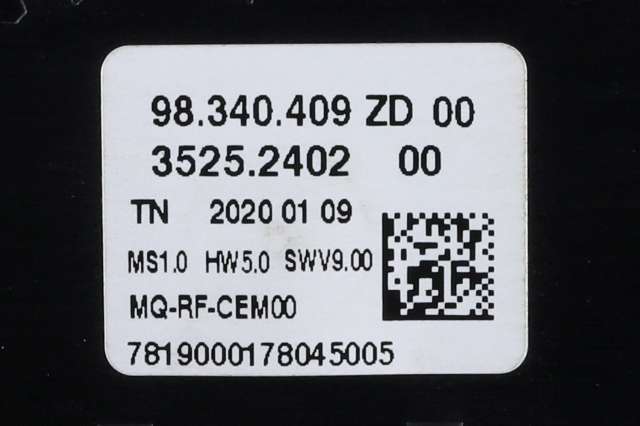 98.340.409 ZD 00
3525.2402 00
TN 2020 01 09
MS1.0 HW5.0 SWV9.00
MQ-RF-CEM00
7819000178045005